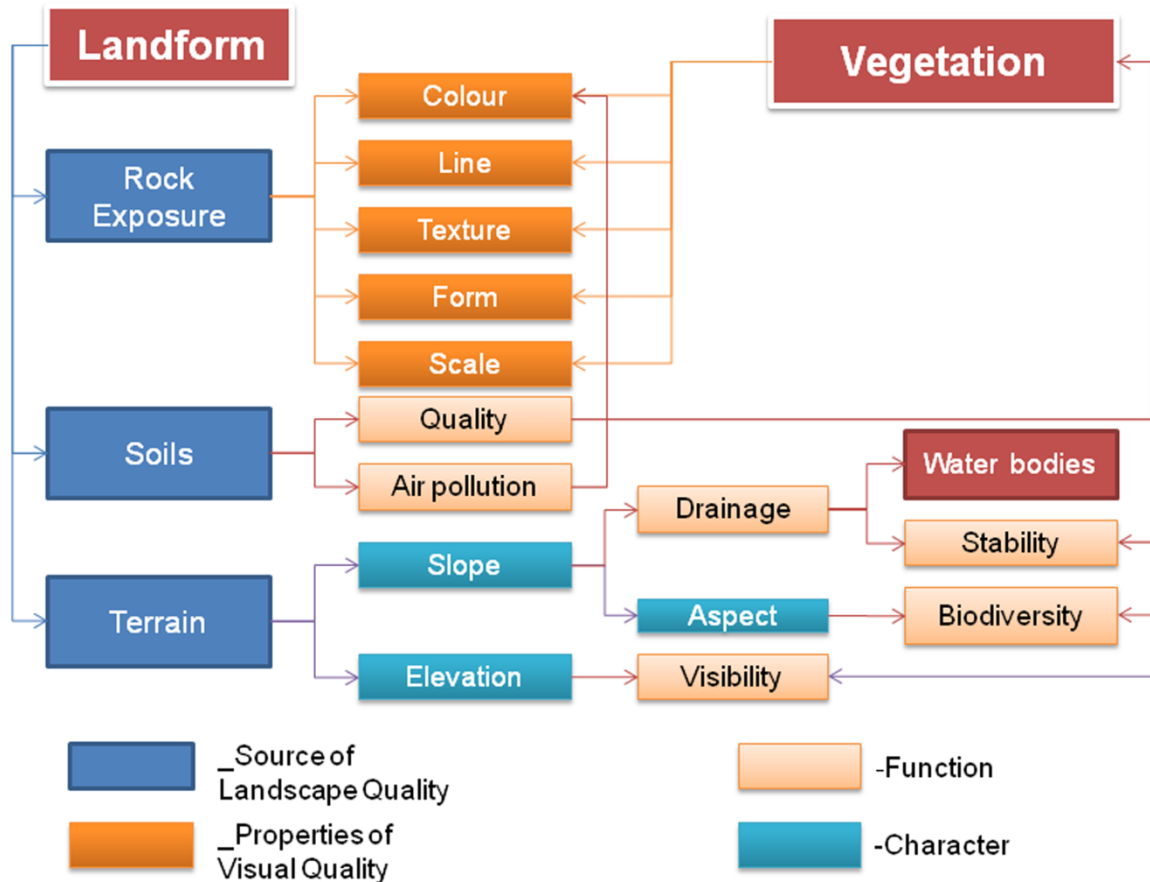 Landform
Vegetation
Colour
Rock
Exposure
Line
Texture
Form
Scale
Quality
Soils
Water bodies
Air pollution
Drainage
Stability
Slope
Terrain
Aspect
Biodiversity
Elevation
Visibility
_Source of
Landscape Quality
-Function
_Properties of
Visual Quality
-Character